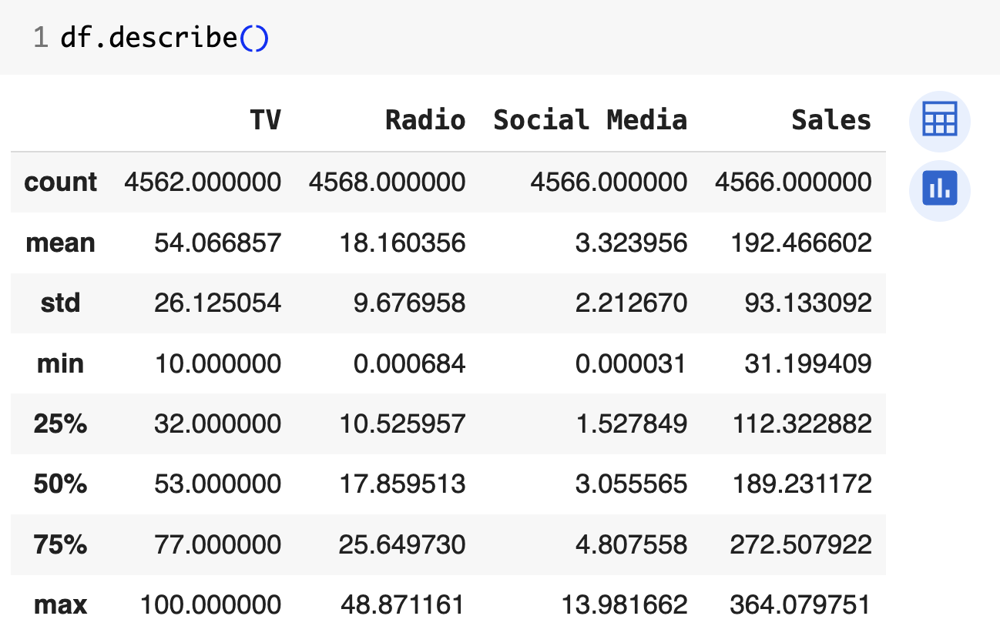 1 df.describe()
TV Radio Social Media Sales
count 4562.000000 4568.000000 4566.000000 4566.000000
mean 54.066857 18.160356 3.323956 192.466602
std 26.125054 9.676958 2.212670 93.133092
min 10.000000 0.000684 0.000031 31.199409
25% 32.000000 10.525957 1.527849 112.322882
50% 53.000000 17.859513 3.055565 189.231172
75% 77.000000 25.649730 4.807558 272.507922
max 100.000000 48.871161 13.981662 364.079751